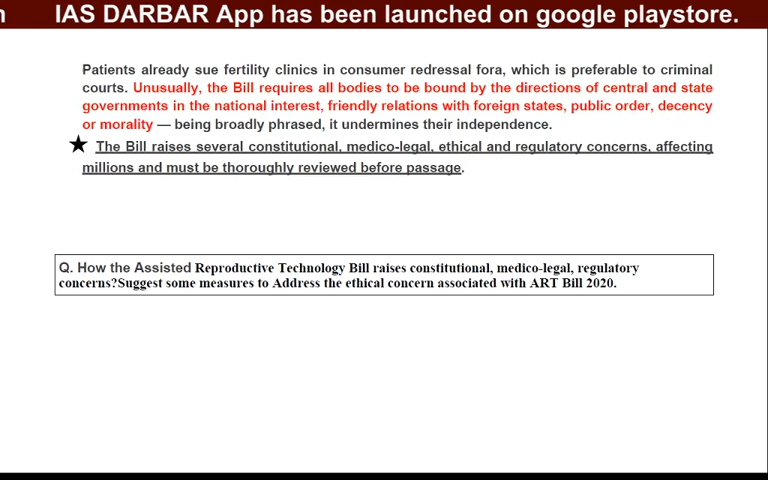 n IAS DARBAR App has been launched on google playstore.
Patients already sue fertility clinics in consumer redressal fora, which is preferable to criminal
courts. Unusually, the Bill requires all bodies to be bound by the directions of central and state
governments in the national interest, friendly relations with foreign states, public order, decency
or morality — being broadly phrased, it undermines their independence.
★ The Bill raises several constitutional, medico-legal, ethical and regulatory concerns, affecting
millions and must be thoroughly reviewed before passage.
Q. How the Assisted Reproductive Technology Bill raises constitutional, medico-legal, regulatory
concerns?Suggest some measures to Address the ethical concern associated with ART Bill 2020.